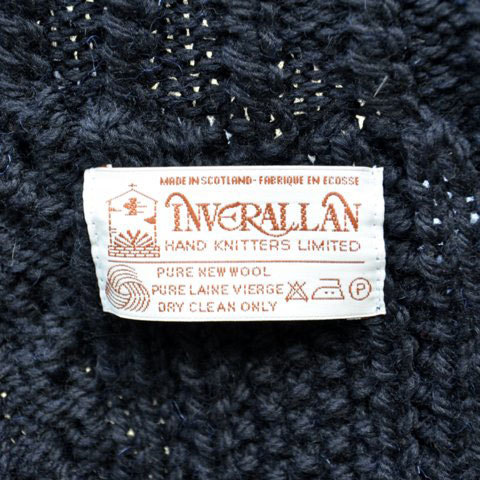 MADE IN SCOTLAND-FABRIQUE EN ECOSSE
INVERALLAN
HAND KNITTERS LIMITED
PURE NEW WOOL
PURE LAINE VIERGE
DRY CLEAN ONLY
P